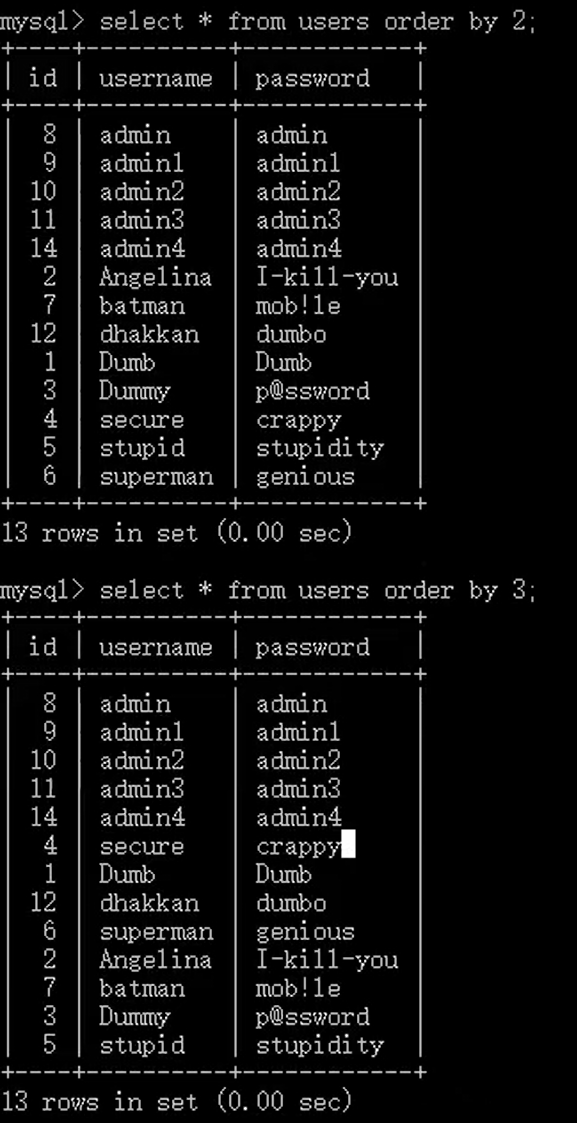 mysql> select * from users order by 2;
+----+----------+------------+
| id | username | password   |
+----+----------+------------+
|  8 | admin    | admin      |
|  9 | admin1   | admin1     |
| 10 | admin2   | admin2     |
| 11 | admin3   | admin3     |
| 14 | admin4   | admin4     |
|  2 | Angelina | I-kill-you |
|  7 | batman   | mob!le     |
| 12 | dhakkan  | dumbo      |
|  1 | Dumb     | Dumb       |
|  3 | Dummy    | p@ssword   |
|  4 | secure   | crappy     |
|  5 | stupid   | stupidity  |
|  6 | superman | genious    |
+----+----------+------------+
13 rows in set (0.00 sec)
mysql> select * from users order by 3;
+----+----------+------------+
| id | username | password   |
+----+----------+------------+
|  8 | admin    | admin      |
|  9 | admin1   | admin1     |
| 10 | admin2   | admin2     |
| 11 | admin3   | admin3     |
| 14 | admin4   | admin4     |
|  4 | secure   | crappy     |
|  1 | Dumb     | Dumb       |
| 12 | dhakkan  | dumbo      |
|  6 | superman | genious    |
|  2 | Angelina | I-kill-you |
|  7 | batman   | mob!le     |
|  3 | Dummy    | p@ssword   |
|  5 | stupid   | stupidity  |
+----+----------+------------+
13 rows in set (0.00 sec)